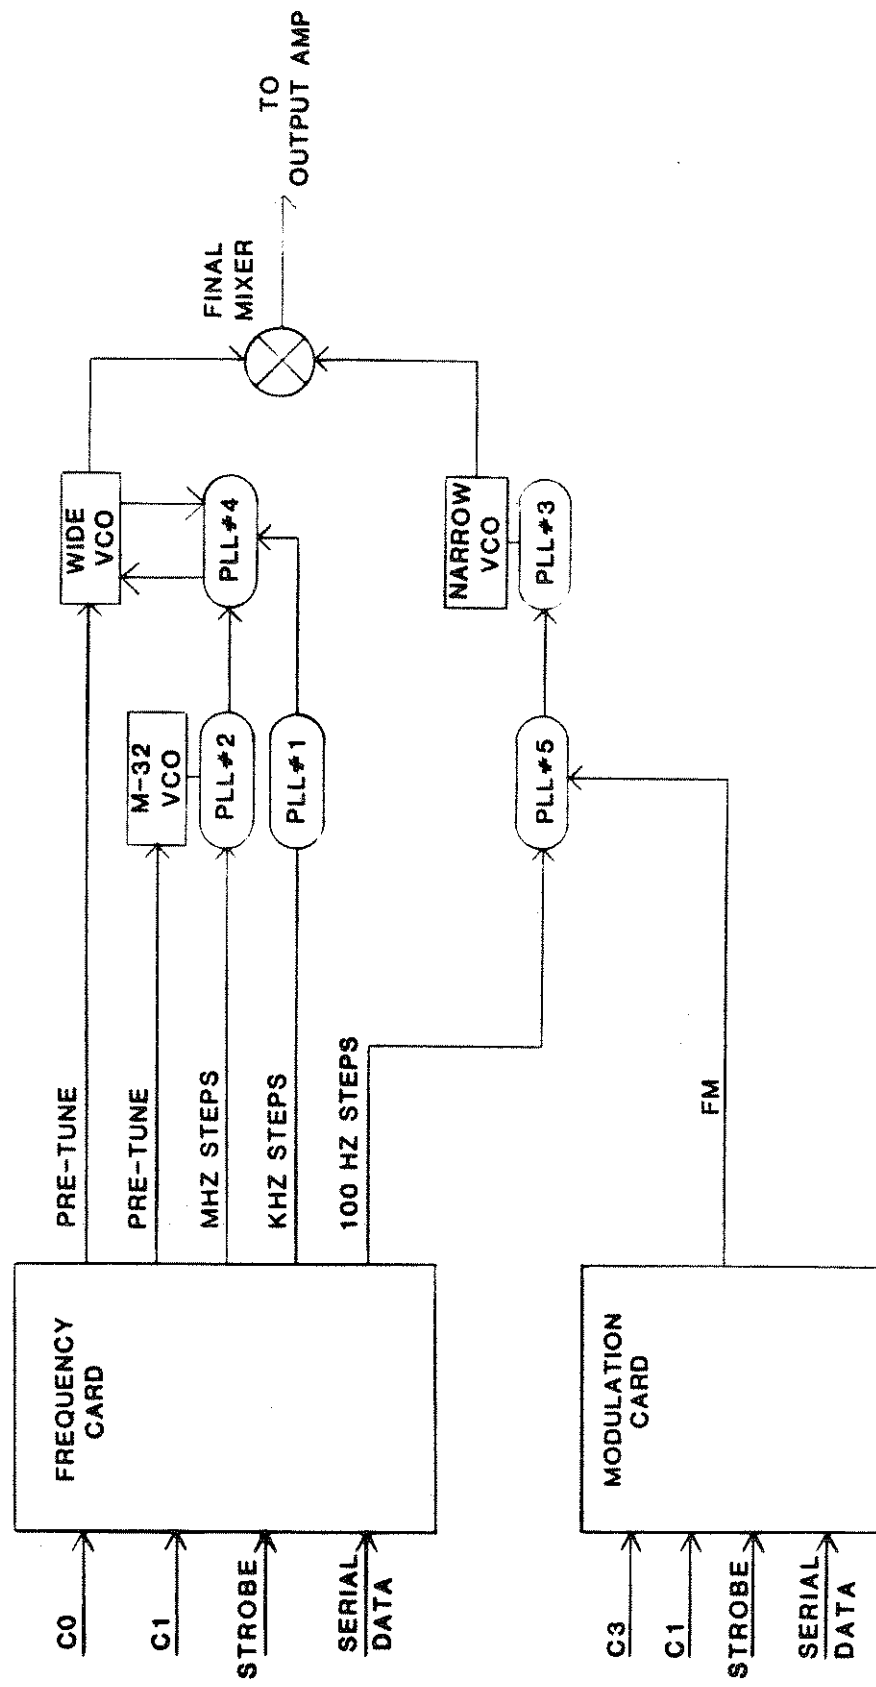 C0
C1
STROBE
SERIAL
DATA
FREQUENCY
CARD
PRE-TUNE
PRE-TUNE
MHZ STEPS
KHZ STEPS
100 HZ STEPS
M-32
VCO
PLL#2
PLL#1
WIDE
VCO
PLL#4
FINAL
MIXER
TO
OUTPUT AMP
C3
C1
STROBE
SERIAL
DATA
MODULATION
CARD
FM
PLL#5
NARROW
VCO
PLL#3